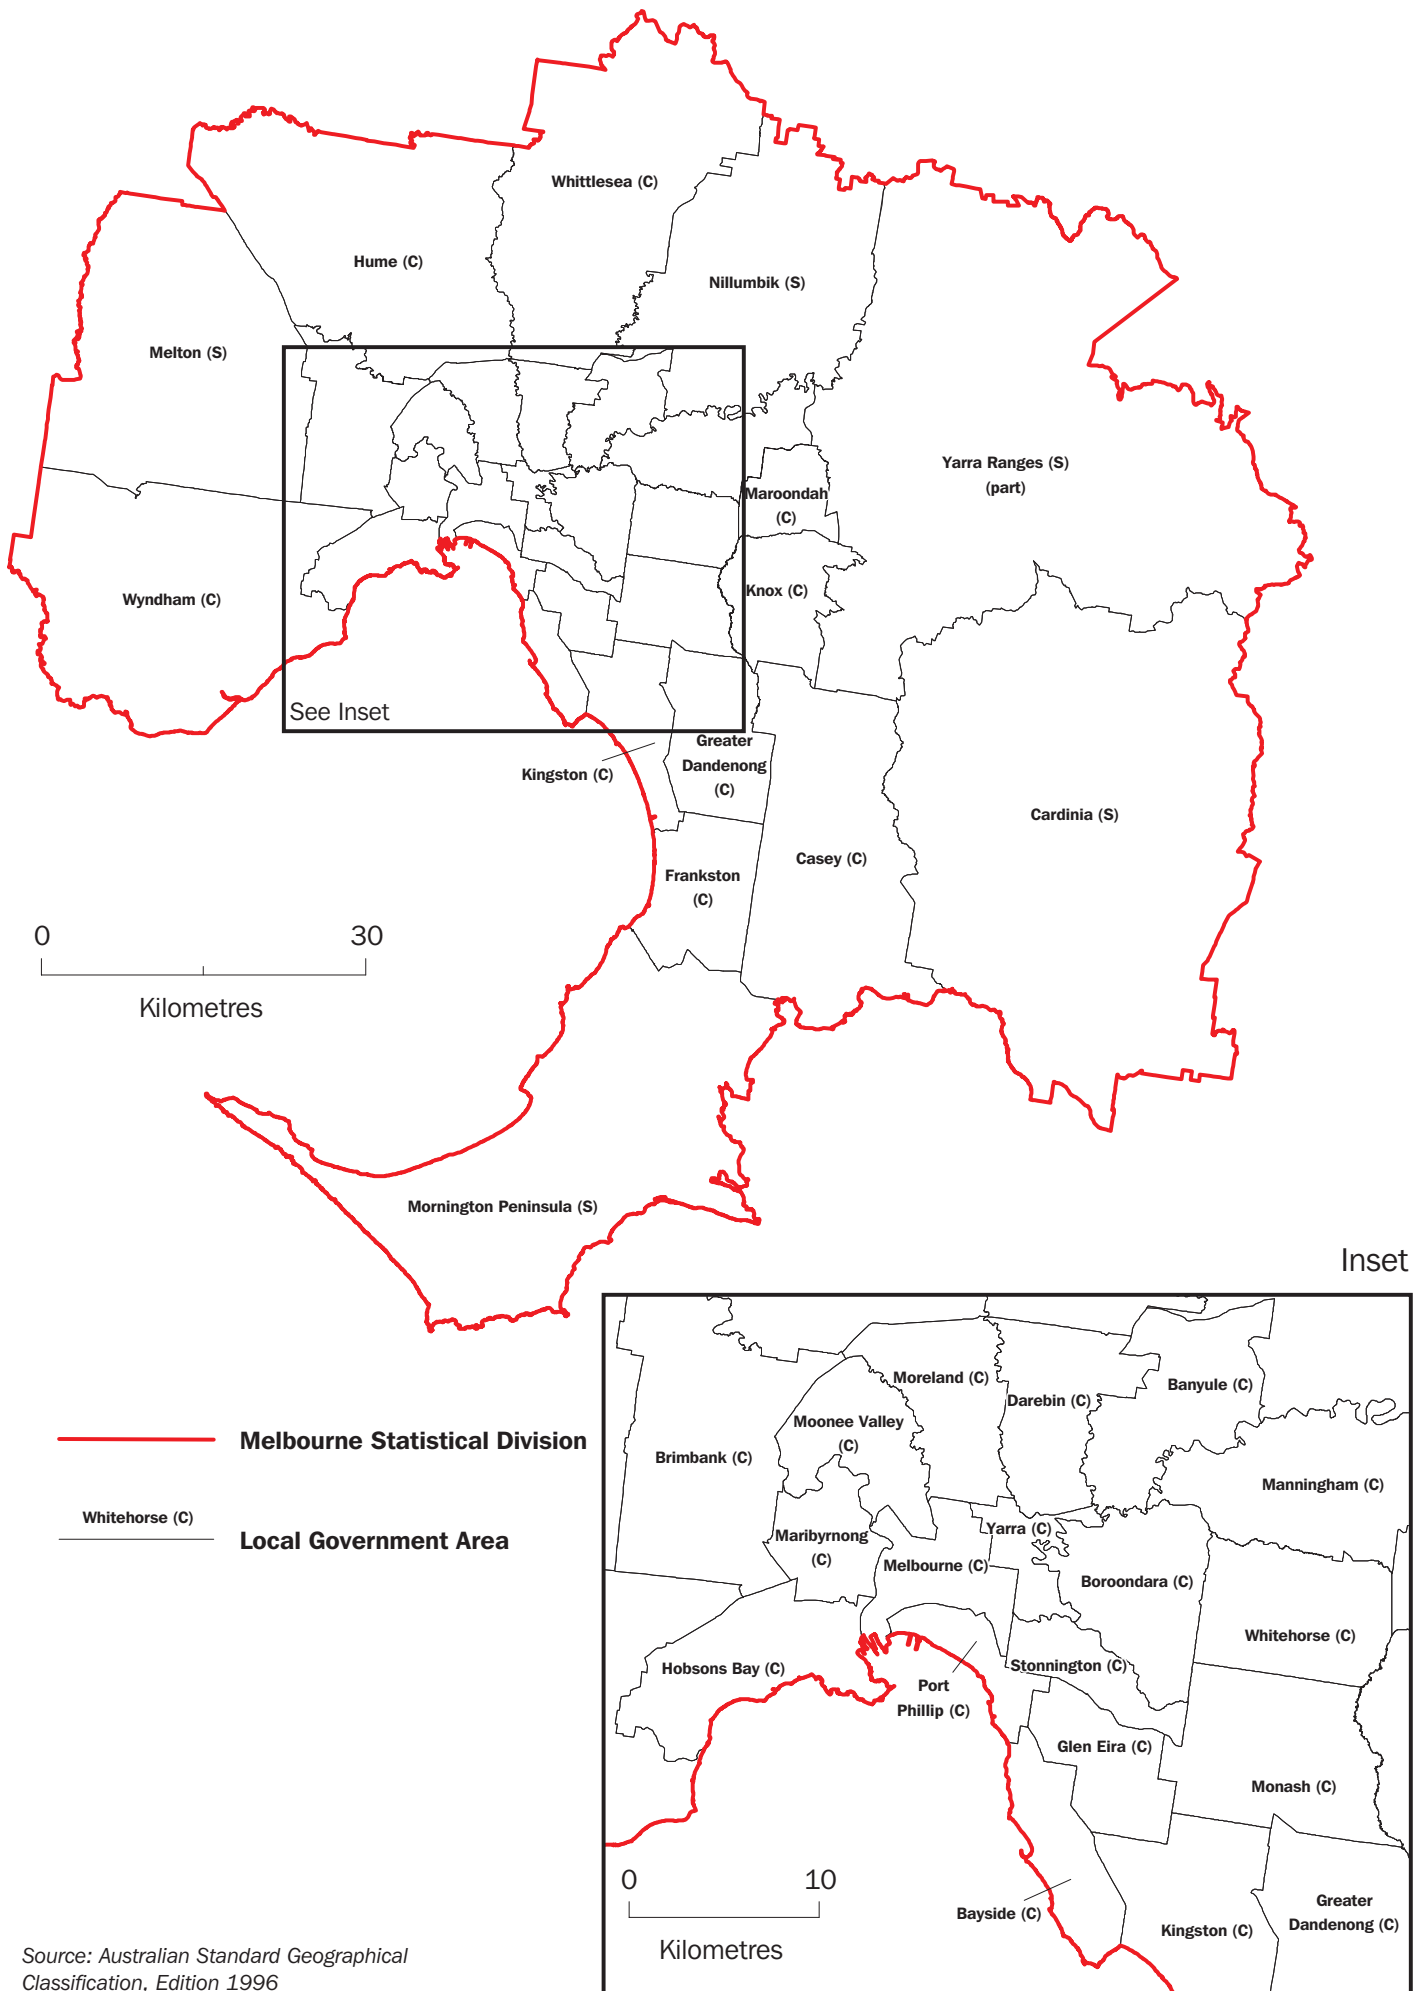 Whittlesea (C)
Hume (C)
Nillumbik (S)
Melton (S)
Yarra Ranges (S)
(part)
Maroondah
(C)
Wyndham (C)
Knox (C)
See Inset
Greater
Dandenong
(C)
Kingston (C)
Cardinia (S)
Casey (C)
Frankston
(C)
0 30
Kilometres
Mornington Peninsula (S)
Inset
Moreland (C)
Darebin (C)
Banyule (C)
Moonee Valley
(C)
Brimbank (C)
Manningham (C)
Maribyrnong
(C)
Yarra (C)
Melbourne (C)
Boroondara (C)
Whitehorse (C)
Hobsons Bay (C)
Stonnington (C)
Port
Phillip (C)
Glen Eira (C)
Monash (C)
Bayside (C)
Kingston (C)
Greater
Dandenong (C)
0 10
Kilometres
Melbourne Statistical Division
Whitehorse (C)
Local Government Area
Source: Australian Standard Geographical
Classification, Edition 1996